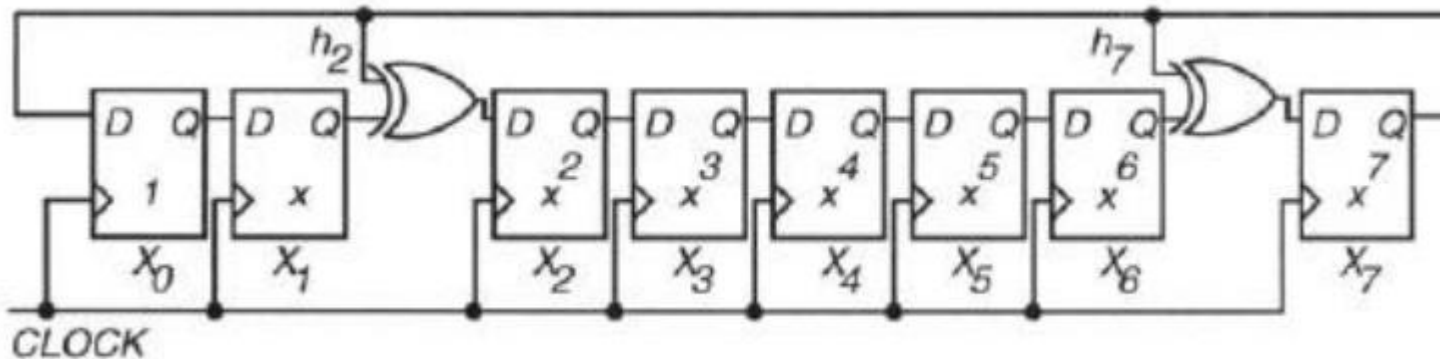 h₂ h₇
D Q D Q D Q D Q D Q D Q D Q D Q
1 x x² x³ x⁴ x⁵ x⁶ x⁷
X₀ X₁ X₂ X₃ X₄ X₅ X₆ X₇
CLOCK